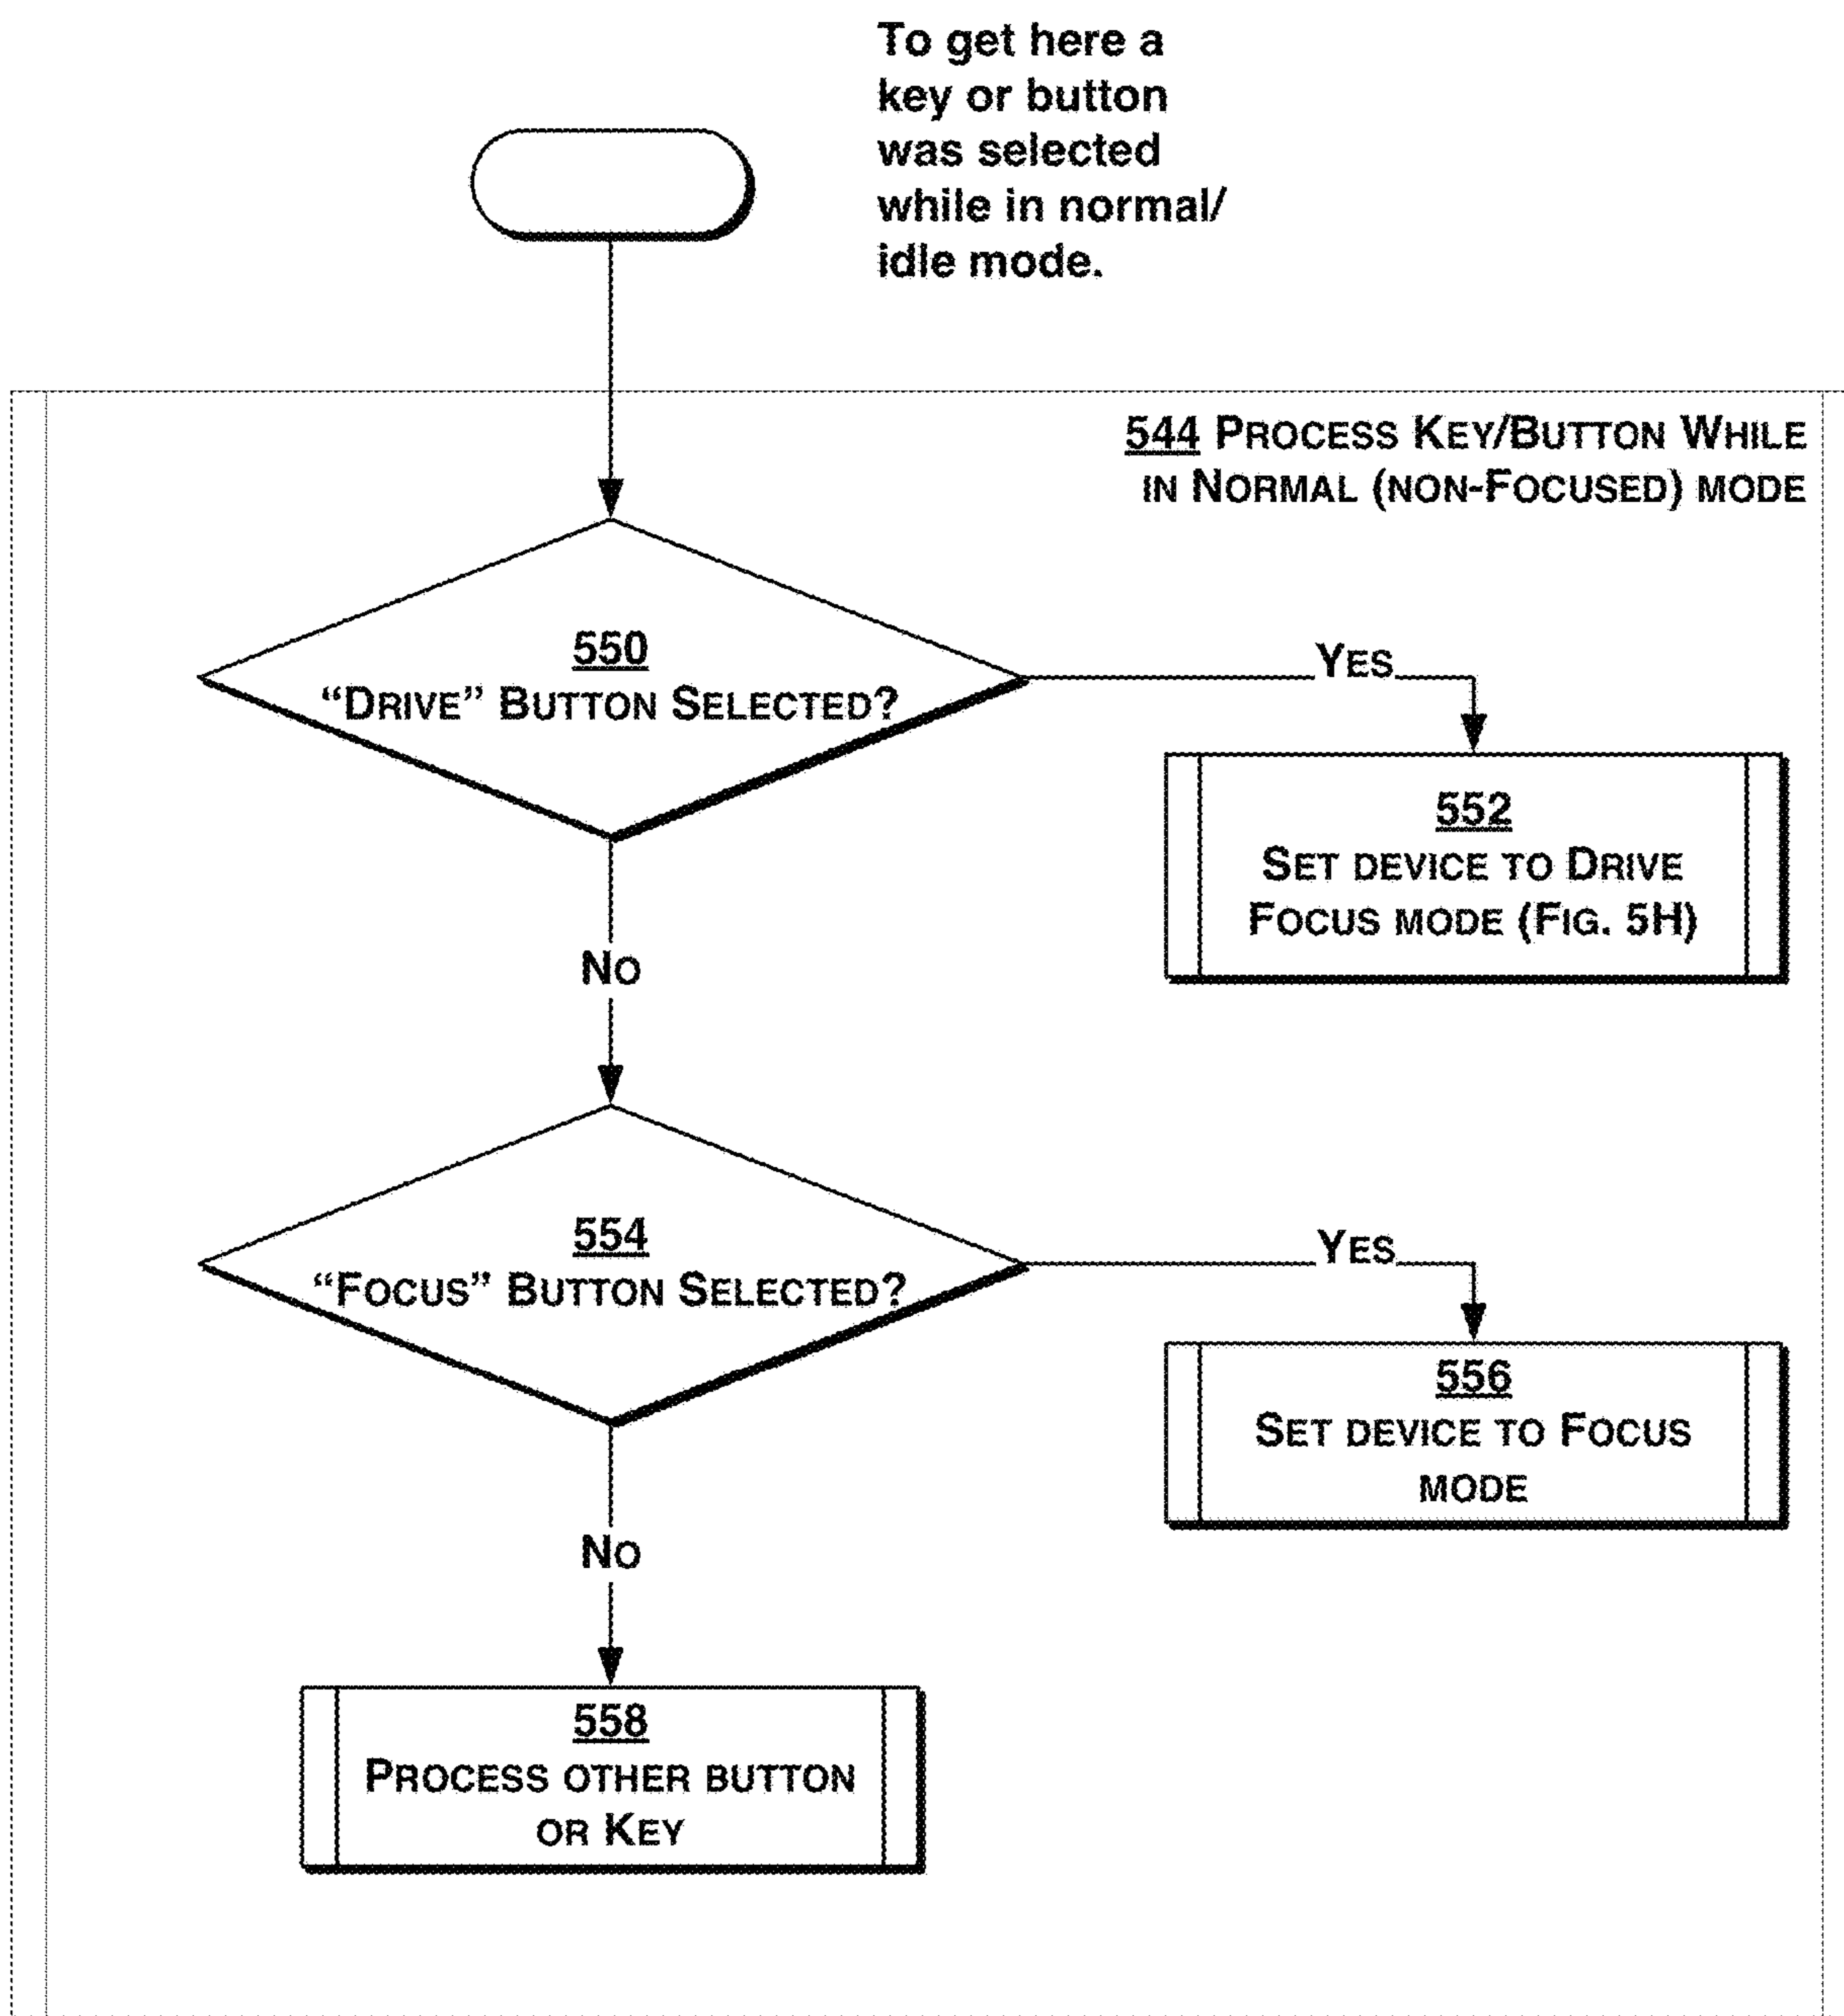 To get here a
key or button
was selected
while in normal/
idle mode.
544 PROCESS KEY/BUTTON WHILE
IN NORMAL (NON-FOCUSED) MODE
550
“DRIVE” BUTTON SELECTED?
YES
552
SET DEVICE TO DRIVE
FOCUS MODE (FIG. 5H)
NO
554
“FOCUS” BUTTON SELECTED?
YES
556
SET DEVICE TO FOCUS
MODE
NO
558
PROCESS OTHER BUTTON
OR KEY